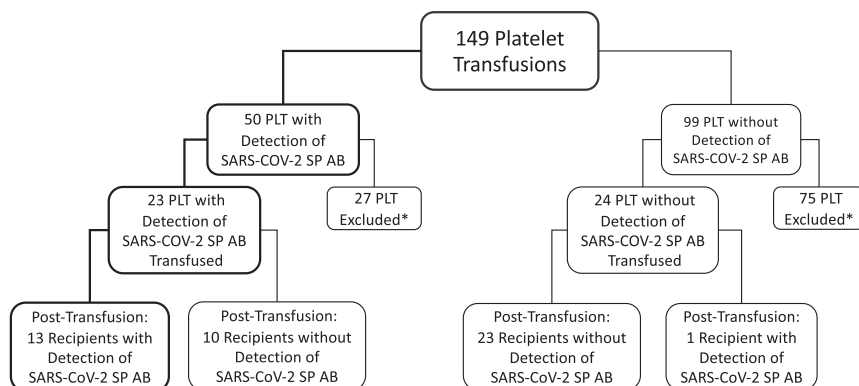 149 Platelet
Transfusions
50 PLT with
Detection of
SARS-COV-2 SP AB
99 PLT without
Detection of
SARS-COV-2 SP AB
23 PLT with
Detection of
SARS-COV-2 SP AB
Transfused
27 PLT
Excluded*
24 PLT without
Detection of
SARS-COV-2 SP AB
Transfused
75 PLT
Excluded*
Post-Transfusion:
13 Recipients with
Detection of
SARS-CoV-2 SP AB
Post-Transfusion:
10 Recipients without
Detection of
SARS-CoV-2 SP AB
Post-Transfusion:
23 Recipients without
Detection of
SARS-CoV-2 SP AB
Post-Transfusion:
1 Recipient with
Detection of
SARS-CoV-2 SP AB